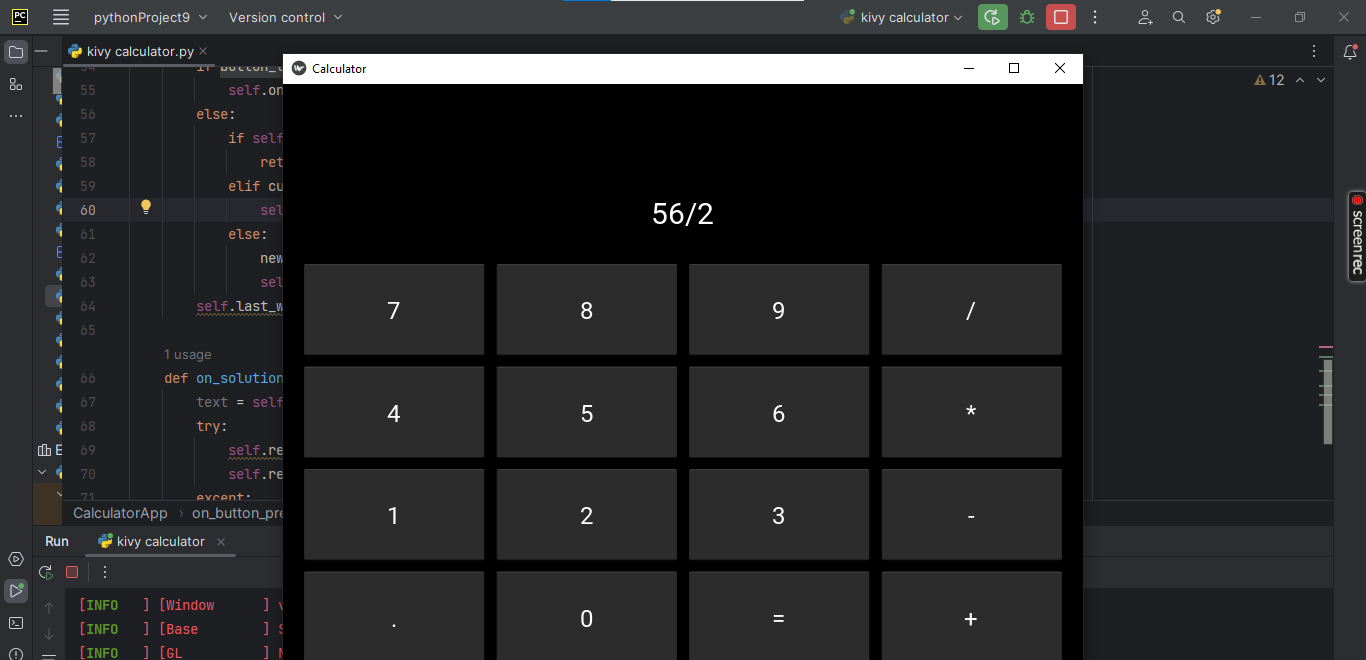 PC pythonProject9 Version control kivy calculator
kivy calculator.py
Calculator
55 self.on
12
56 else:
57 if self
58 ret
59 elif cu
60 sel
61 else:
62 new
63 sel
64 self.last_w
65
1 usage
66 def on_solution
67 text = self
68 try:
69 self.re
70 self.re
71 except:
56/2
7 8 9 /
4 5 6 *
1 2 3 -
. 0 = +
CalculatorApp › on_button_pre
Run kivy calculator
[INFO ] [Window ] v
[INFO ] [Base ] S
[INFO ] [GL ] N
screenrec